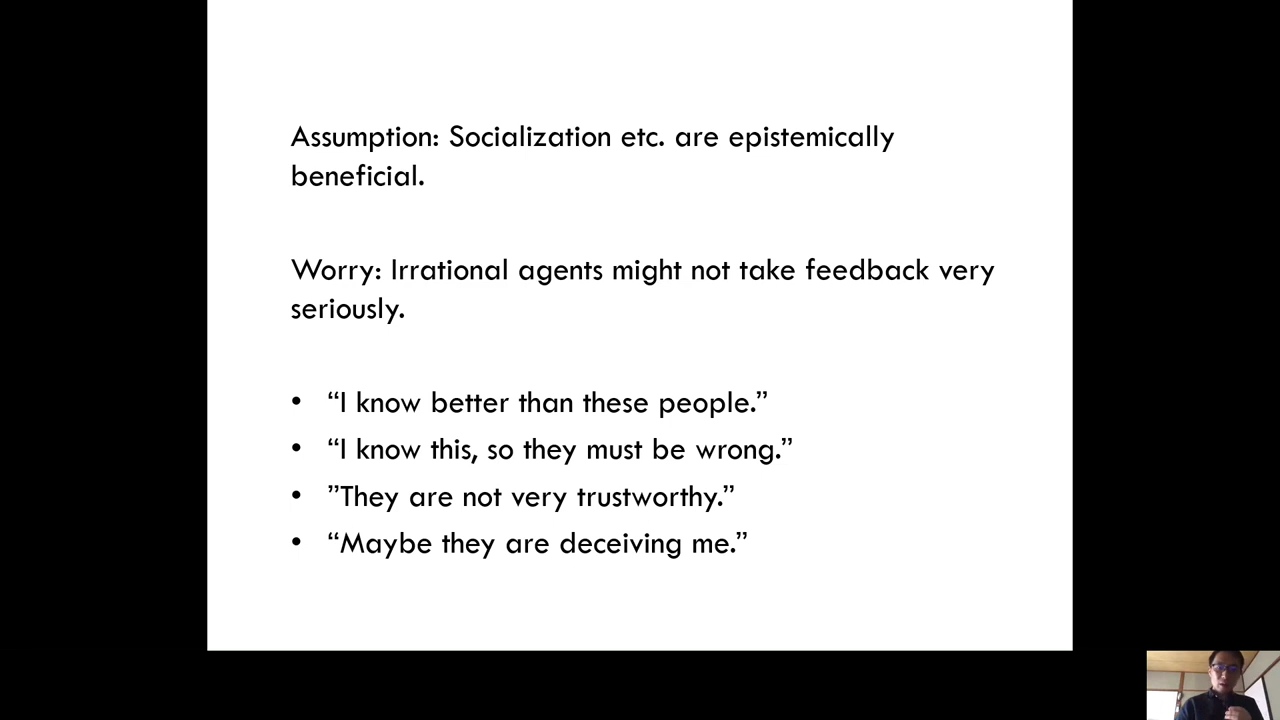 Assumption: Socialization etc. are epistemically
beneficial.
Worry: Irrational agents might not take feedback very
seriously.
• “I know better than these people.”
• “I know this, so they must be wrong.”
• ”They are not very trustworthy.”
• “Maybe they are deceiving me.”